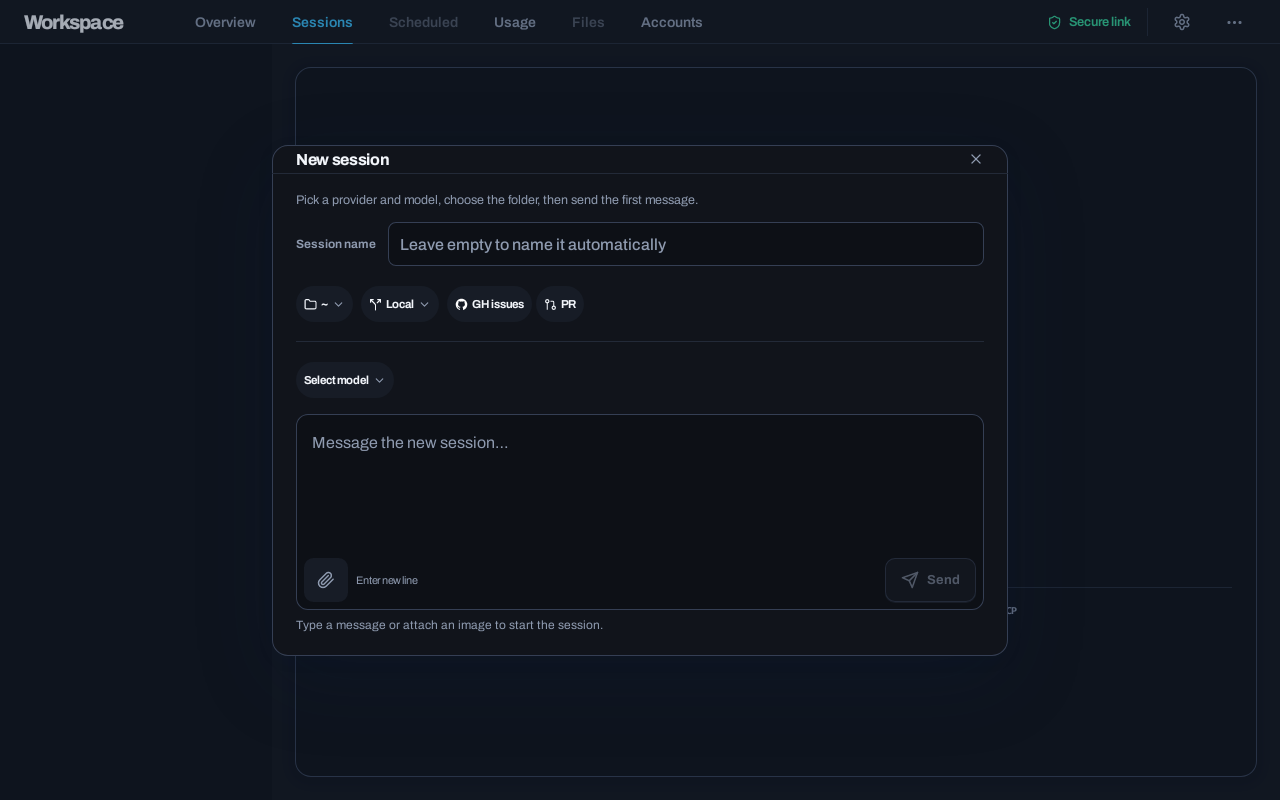 Workspace Overview Sessions Scheduled Usage Files Accounts Secure link
New session
Pick a provider and model, choose the folder, then send the first message.
Session name Leave empty to name it automatically
~ Local GH issues PR
Select model
Message the new session...
Enter new line Send
Type a message or attach an image to start the session.